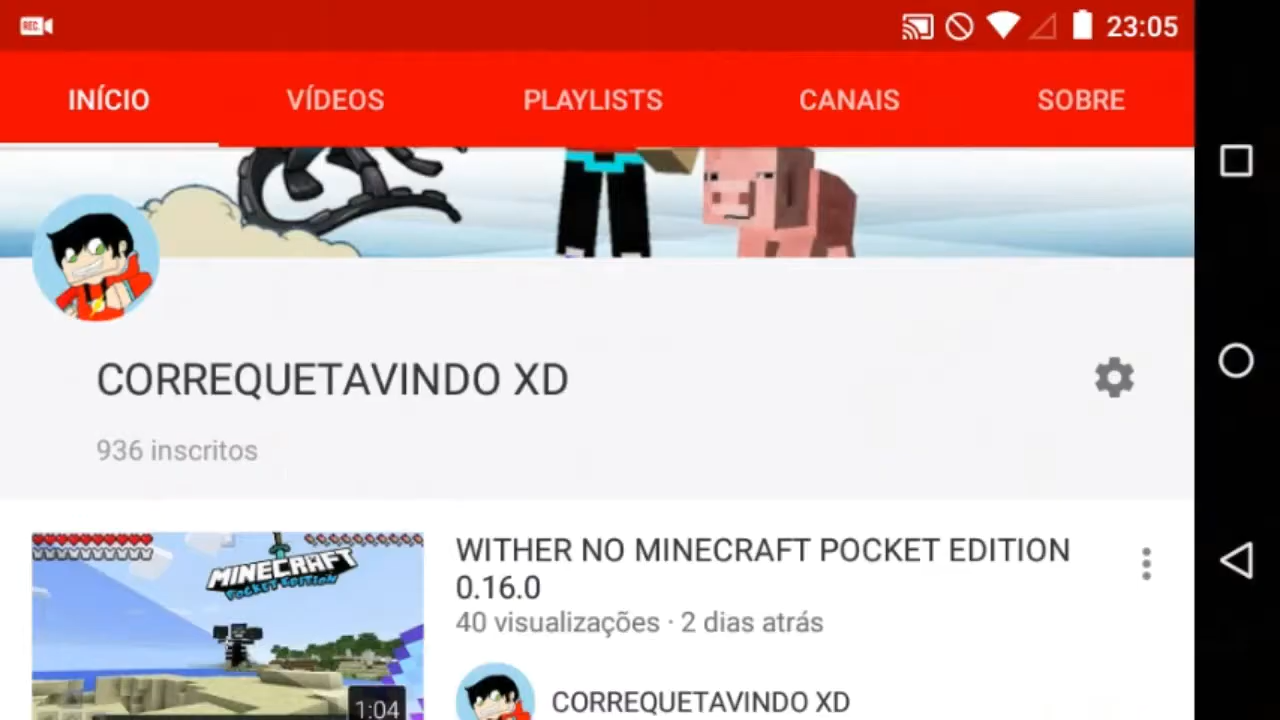 REC
23:05
INÍCIO VÍDEOS PLAYLISTS CANAIS SOBRE
CORREQUETAVINDO XD
936 inscritos
MINECRAFT
POCKET EDITION
1:04
WITHER NO MINECRAFT POCKET EDITION
0.16.0
40 visualizações · 2 dias atrás
CORREQUETAVINDO XD